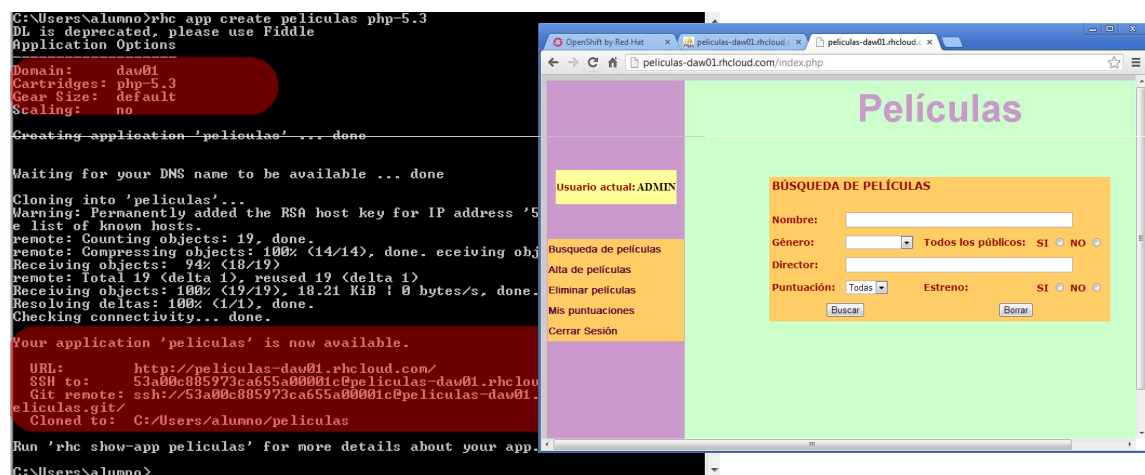 C:\Users\alumno>rhc app create peliculas php-5.3
DL is deprecated, please use Fiddle
Application Options
-------------------
Domain: daw01
Cartridges: php-5.3
Gear Size: default
Scaling: no
Creating application 'peliculas' ... done
Waiting for your DNS name to be available ... done
Cloning into 'peliculas'...
Warning: Permanently added the RSA host key for IP address '5
e list of known hosts.
remote: Counting objects: 19, done.
remote: Compressing objects: 100% (14/14), done. eceiving obj
Receiving objects: 94% (18/19)
remote: Total 19 (delta 1), reused 19 (delta 1)
Receiving objects: 100% (19/19), 18.21 KiB | 0 bytes/s, done.
Resolving deltas: 100% (1/1), done.
Checking connectivity... done.
Your application 'peliculas' is now available.
URL: http://peliculas-daw01.rhcloud.com/
SSH to: 53a00c885973ca655a00001c@peliculas-daw01.rhclou
Git remote: ssh://53a00c885973ca655a00001c@peliculas-daw01.
eliculas.git/
Cloned to: C:/Users/alumno/peliculas
Run 'rhc show-app peliculas' for more details about your app.
C:\Users\alumno>
OpenShift by Red Hat
peliculas-daw01.rhcloud.c
peliculas-daw01.rhcloud.c
peliculas-daw01.rhcloud.com/index.php
Películas
Usuario actual: ADMIN
Busqueda de películas
Alta de películas
Eliminar películas
Mis puntuaciones
Cerrar Sesión
BÚSQUEDA DE PELÍCULAS
Nombre:
Género: Todos los públicos: SI NO
Director:
Puntuación: Todas Estreno: SI NO
Buscar Borrar